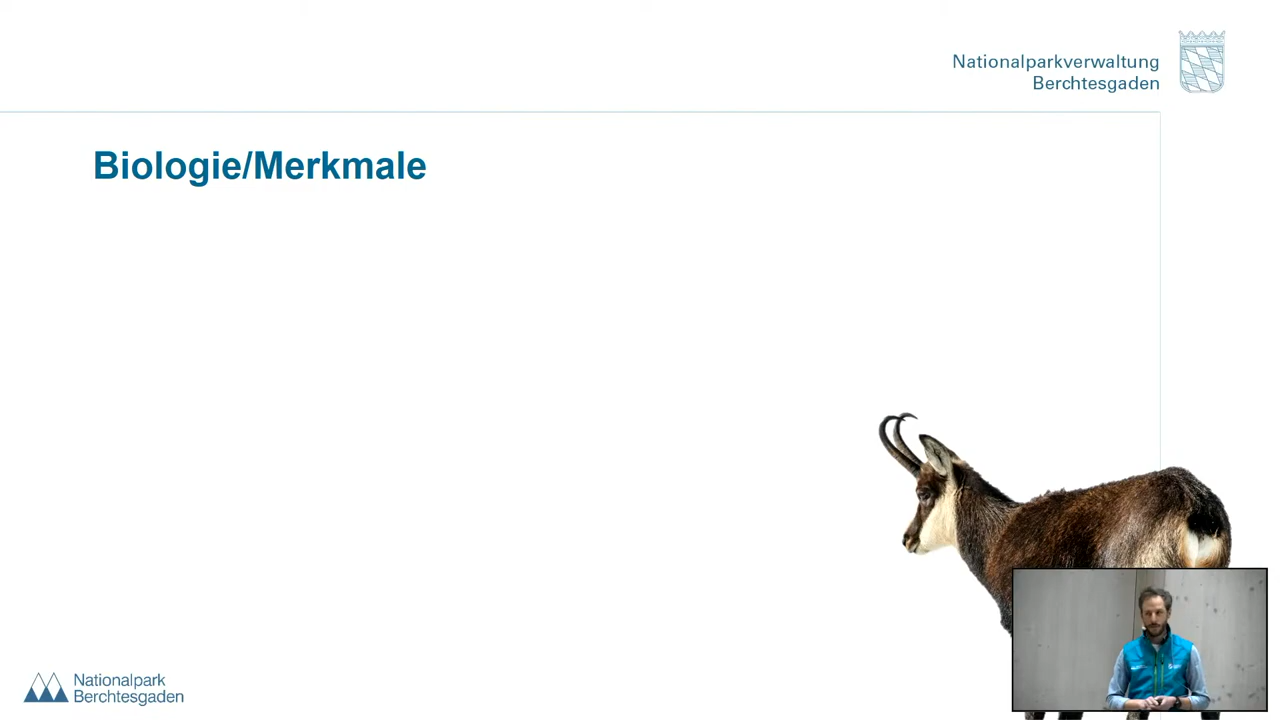 Nationalparkverwaltung
Berchtesgaden
Biologie/Merkmale
Nationalpark
Berchtesgaden